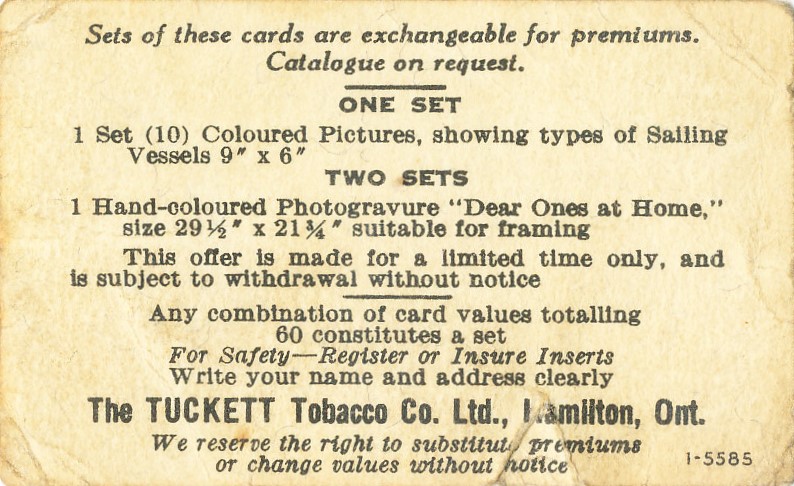 Sets of these cards are exchangeable for premiums.
Catalogue on request.
ONE SET
1 Set (10) Coloured Pictures, showing types of Sailing
Vessels 9" x 6"
TWO SETS
1 Hand-coloured Photogravure "Dear Ones at Home,"
size 29½" x 21¾" suitable for framing
This offer is made for a limited time only, and
is subject to withdrawal without notice
Any combination of card values totalling
60 constitutes a set
For Safety—Register or Insure Inserts
Write your name and address clearly
The TUCKETT Tobacco Co. Ltd., Hamilton, Ont.
We reserve the right to substitute premiums
or change values without notice
1-5585